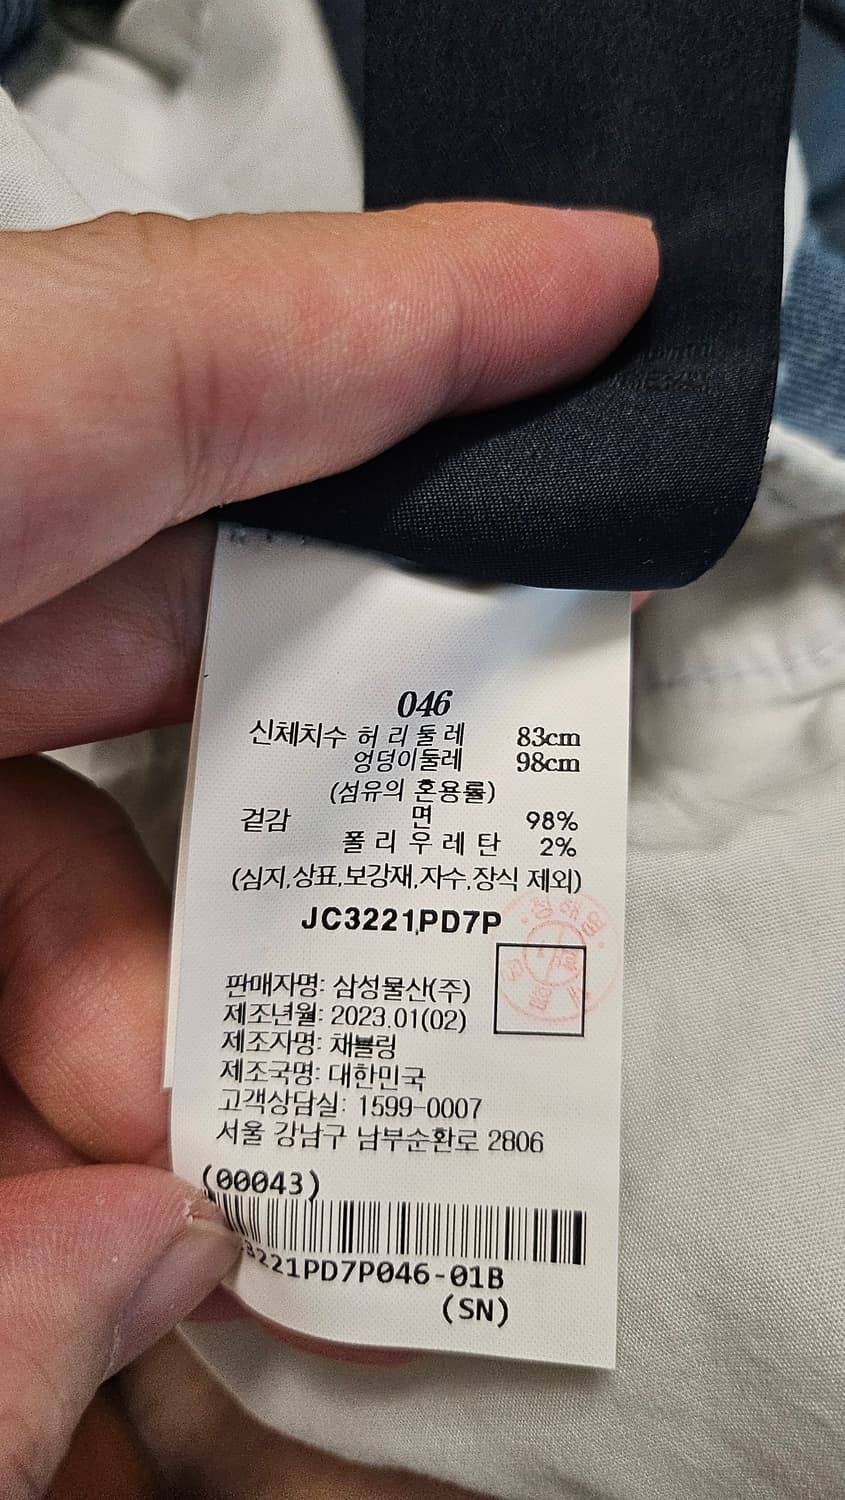 046
신체치수 허 리 둘 레 83cm
엉덩이둘레 98cm
(섬유의 혼용률)
겉감 면 98%
폴 리 우 레 탄 2%
(심지,상표,보강재,자수,장식 제외)
JC3221PD7P
판매자명: 삼성물산(주)
제조년월: 2023.01(02)
제조자명: 채블링
제조국명: 대한민국
고객상담실: 1599-0007
서울 강남구 남부순환로 2806
(00043)
3221PD7P046-01B
(SN)